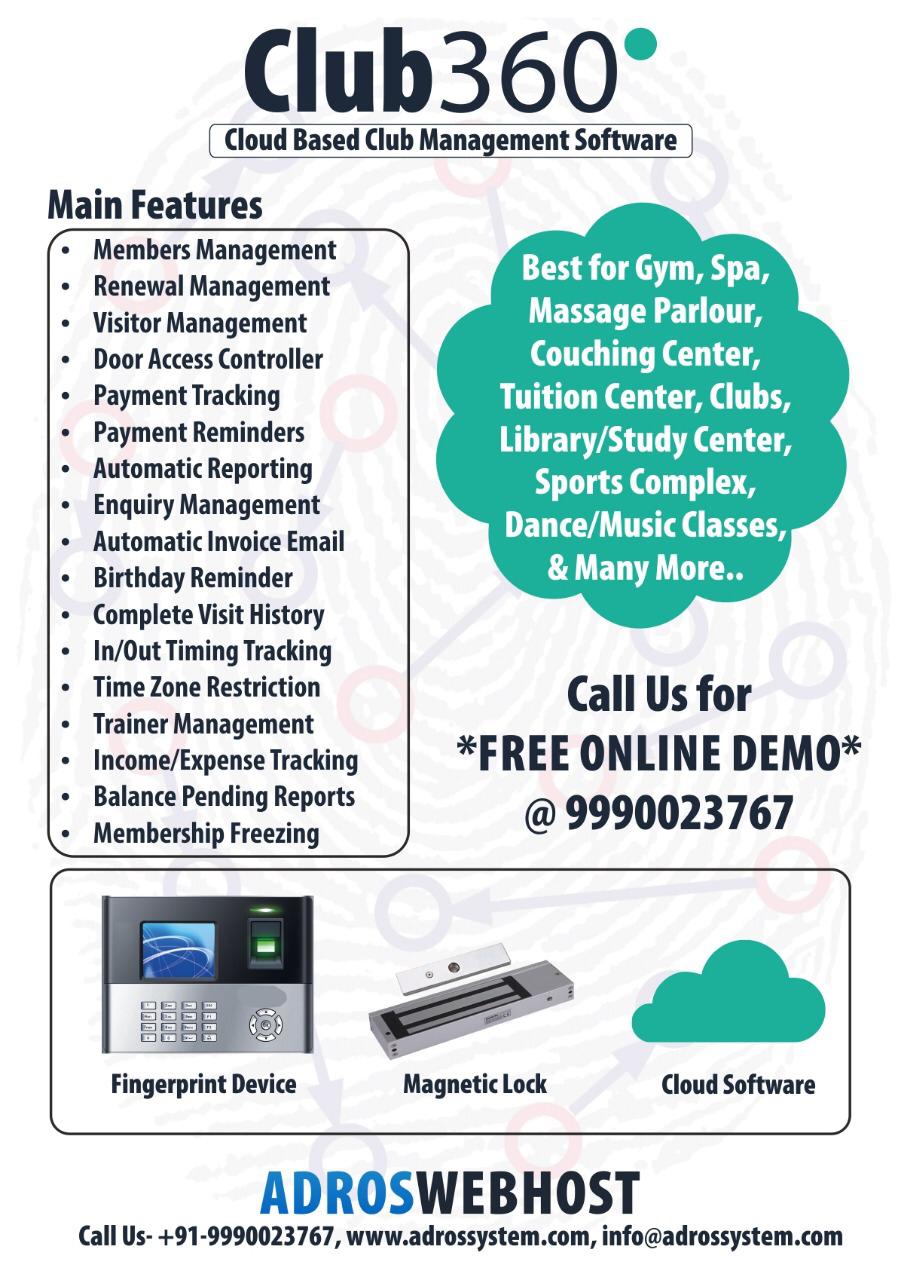 Club360
Cloud Based Club Management Software
Main Features
• Members Management
• Renewal Management
• Visitor Management
• Door Access Controller
• Payment Tracking
• Payment Reminders
• Automatic Reporting
• Enquiry Management
• Automatic Invoice Email
• Birthday Reminder
• Complete Visit History
• In/Out Timing Tracking
• Time Zone Restriction
• Trainer Management
• Income/Expense Tracking
• Balance Pending Reports
• Membership Freezing
Best for Gym, Spa,
Massage Parlour,
Couching Center,
Tuition Center, Clubs,
Library/Study Center,
Sports Complex,
Dance/Music Classes,
& Many More..
Call Us for
*FREE ONLINE DEMO*
@ 9990023767
Fingerprint Device
Magnetic Lock
Cloud Software
ADROSWEBHOST
Call Us- +91-9990023767, www.adrossystem.com, info@adrossystem.com